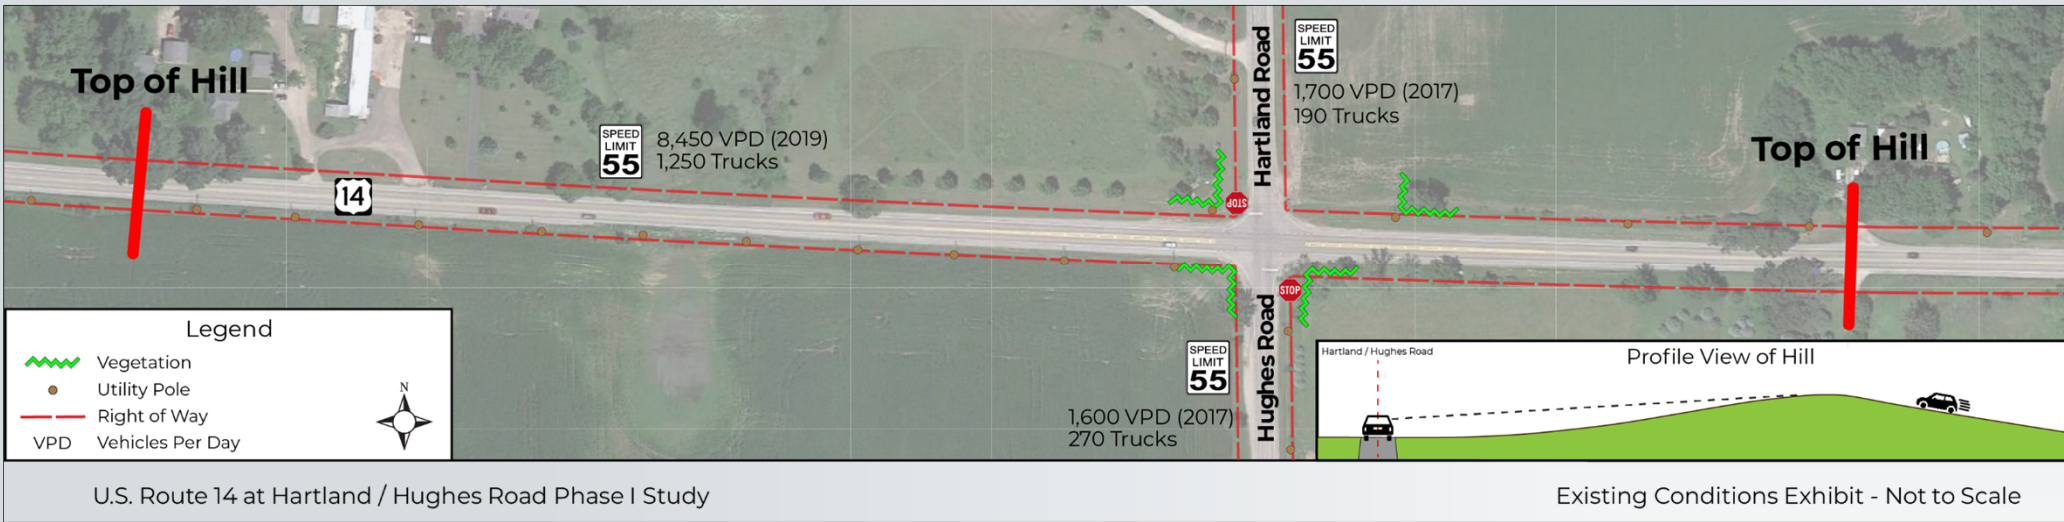 Top of Hill
14
SPEED
LIMIT
55
8,450 VPD (2019)
1,250 Trucks
Hartland Road
SPEED
LIMIT
55
1,700 VPD (2017)
190 Trucks
Top of Hill
STOP
STOP
Hughes Road
SPEED
LIMIT
55
1,600 VPD (2017)
270 Trucks
Legend
Vegetation
Utility Pole
Right of Way
VPD Vehicles Per Day
N
Hartland / Hughes Road
Profile View of Hill
U.S. Route 14 at Hartland / Hughes Road Phase I Study
Existing Conditions Exhibit - Not to Scale